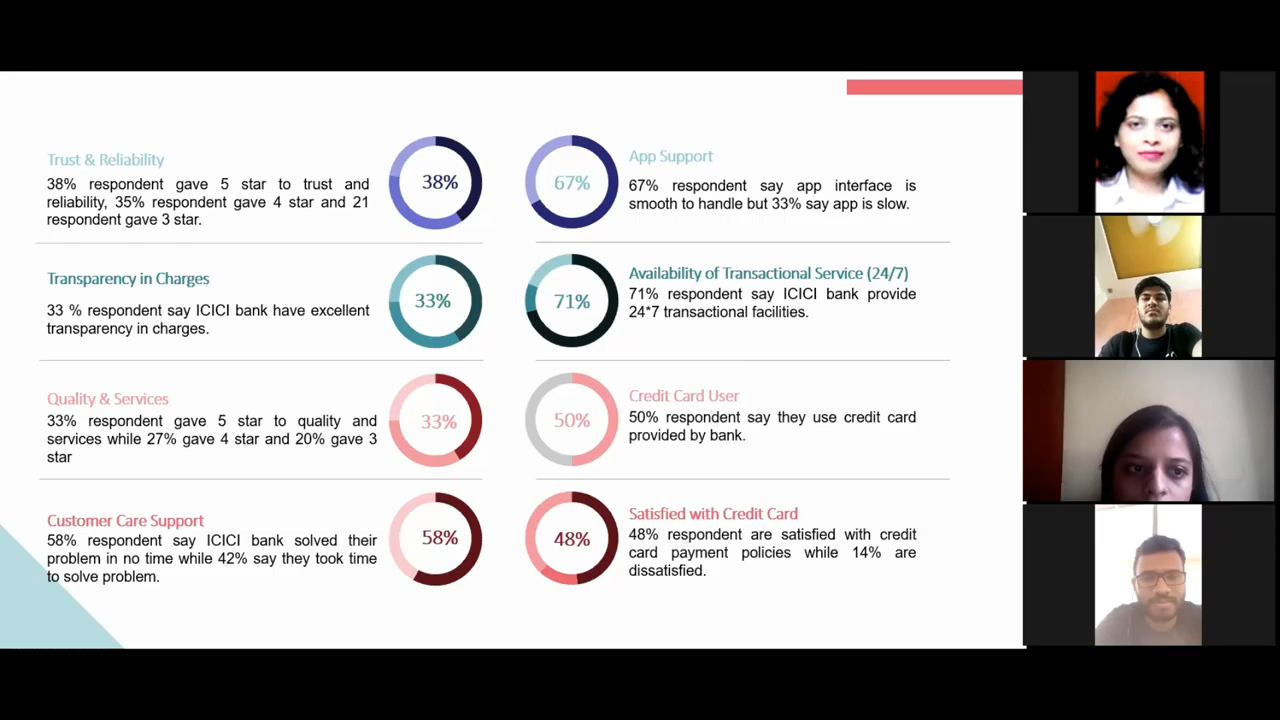 Trust & Reliability
38% respondent gave 5 star to trust and
reliability, 35% respondent gave 4 star and 21
respondent gave 3 star.
38%
Transparency in Charges
33 % respondent say ICICI bank have excellent
transparency in charges.
33%
Quality & Services
33% respondent gave 5 star to quality and
services while 27% gave 4 star and 20% gave 3
star
33%
Customer Care Support
58% respondent say ICICI bank solved their
problem in no time while 42% say they took time
to solve problem.
58%
67%
App Support
67% respondent say app interface is
smooth to handle but 33% say app is slow.
71%
Availability of Transactional Service (24/7)
71% respondent say ICICI bank provide
24*7 transactional facilities.
50%
Credit Card User
50% respondent say they use credit card
provided by bank.
48%
Satisfied with Credit Card
48% respondent are satisfied with credit
card payment policies while 14% are
dissatisfied.